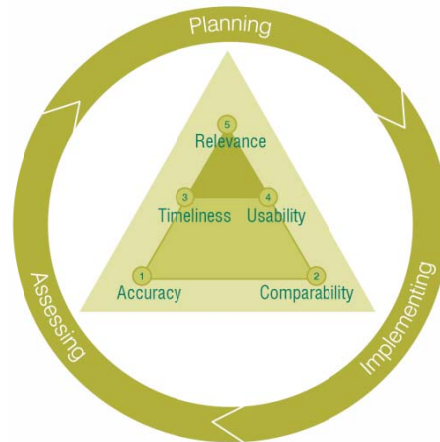 Planning
5
Relevance
3
4
Timeliness
Usability
1
2
Accuracy
Comparability
Assessing
Implementing